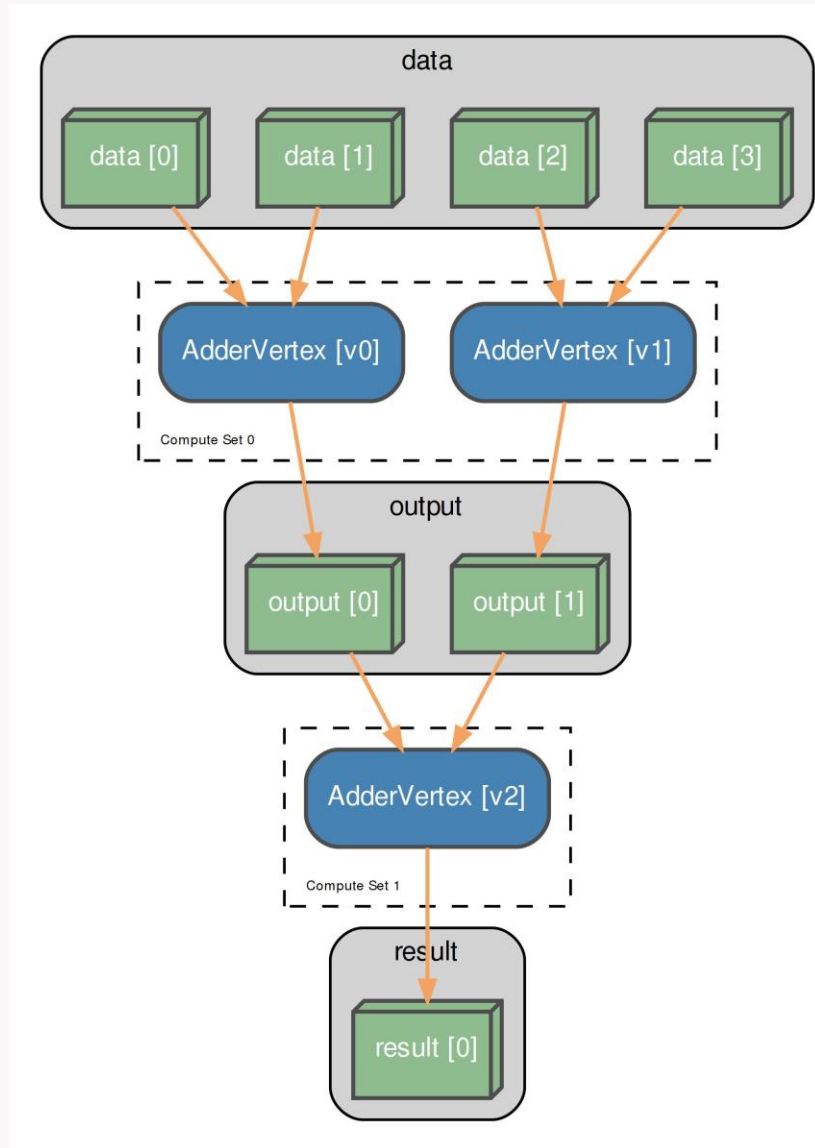 data
data [0]
data [1]
data [2]
data [3]
AdderVertex [v0]
AdderVertex [v1]
Compute Set 0
output
output [0]
output [1]
AdderVertex [v2]
Compute Set 1
result
result [0]